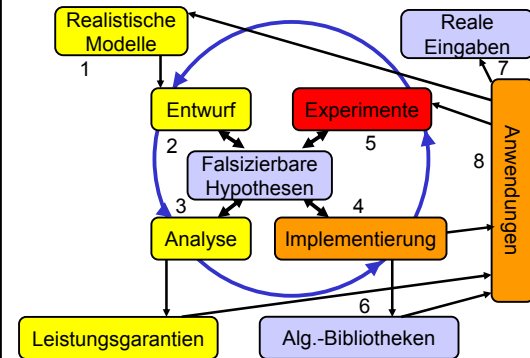 Realistische
Modelle
Reale
Eingaben
1
7
Entwurf
Experimente
2
5
8
Anwendungen
Falsizierbare
Hypothesen
3
4
Analyse
Implementierung
6
Leistungsgarantien
Alg.-Bibliotheken